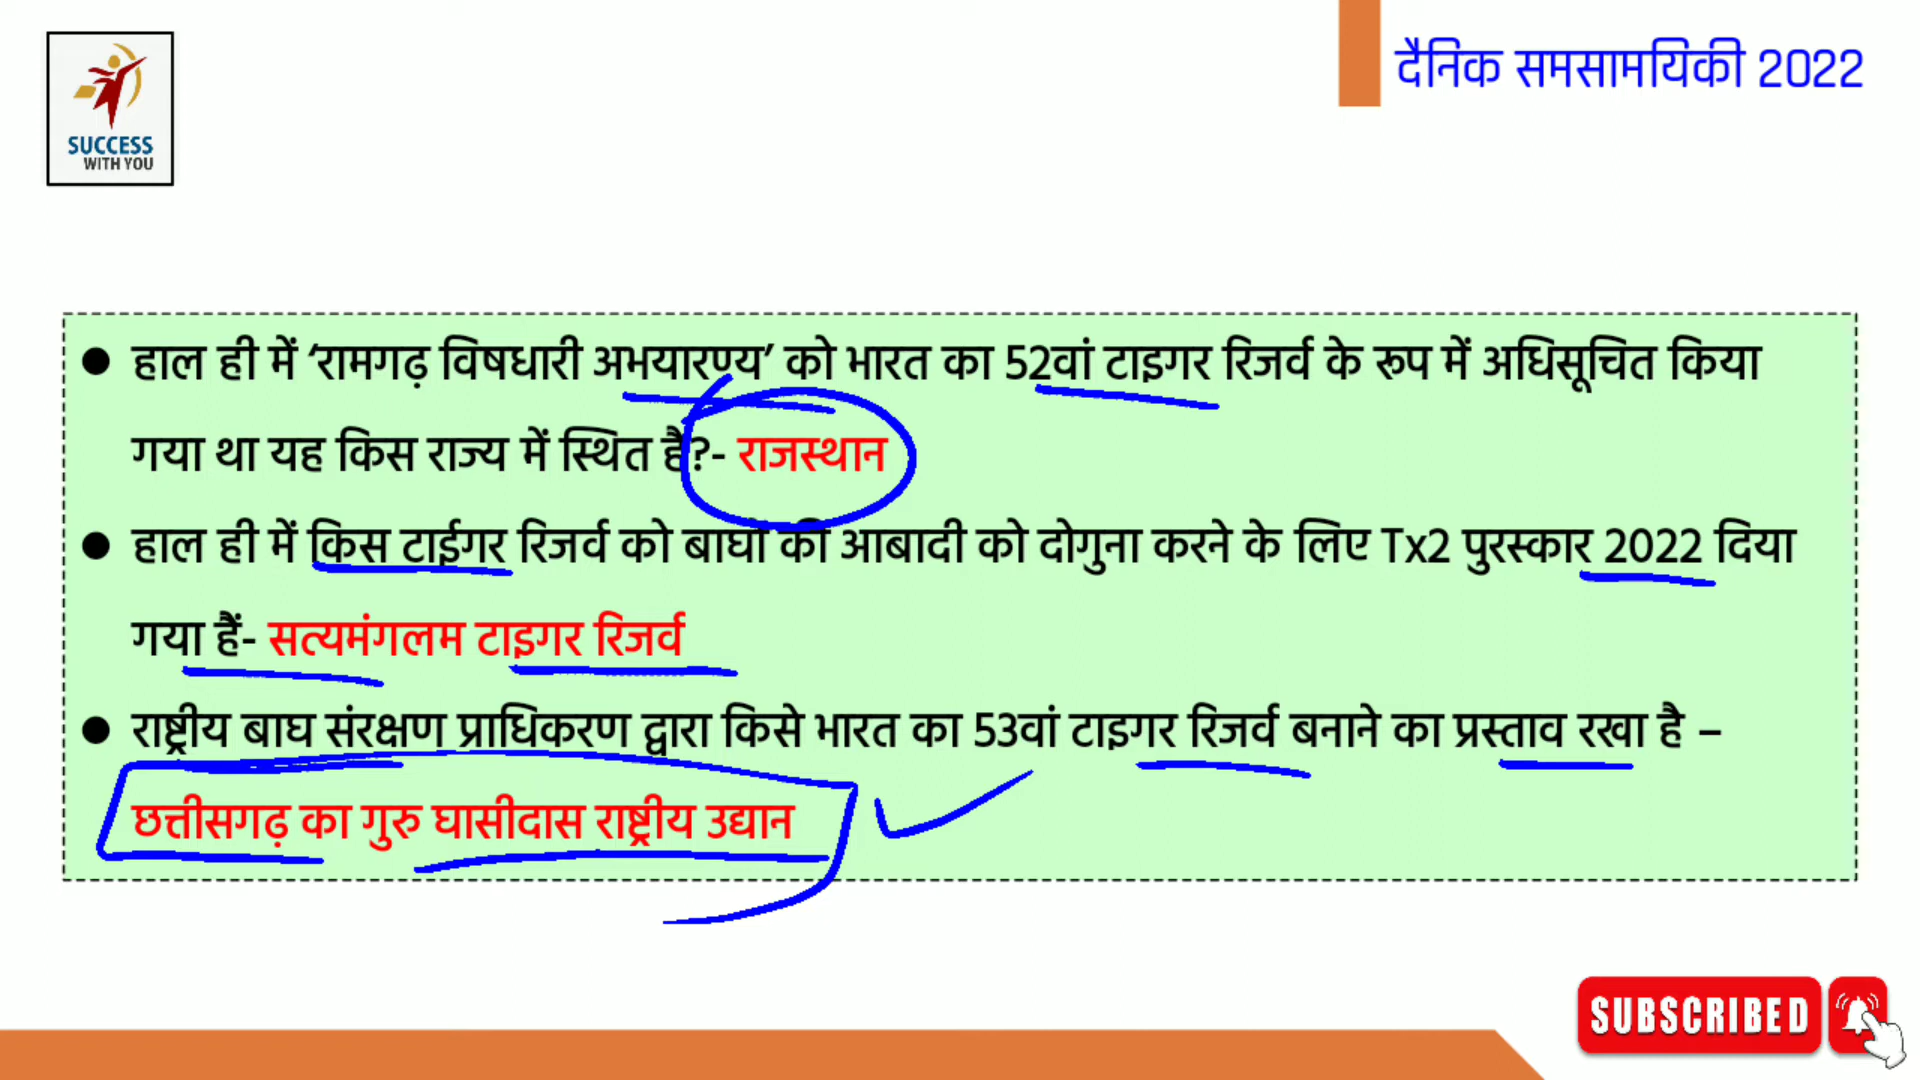 SUCCESS
WITH YOU
दैनिक समसामयिकी 2022
● हाल ही में ‘रामगढ़ विषधारी अभयारण्य’ को भारत का 52वां टाइगर रिजर्व के रूप में अधिसूचित किया
गया था यह किस राज्य में स्थित है?- राजस्थान
● हाल ही में किस टाईगर रिजर्व को बाघों की आबादी को दोगुना करने के लिए Tx2 पुरस्कार 2022 दिया
गया हैं- सत्यमंगलम टाइगर रिजर्व
● राष्ट्रीय बाघ संरक्षण प्राधिकरण द्वारा किसे भारत का 53वां टाइगर रिजर्व बनाने का प्रस्ताव रखा है –
छत्तीसगढ़ का गुरु घासीदास राष्ट्रीय उद्यान
SUBSCRIBED